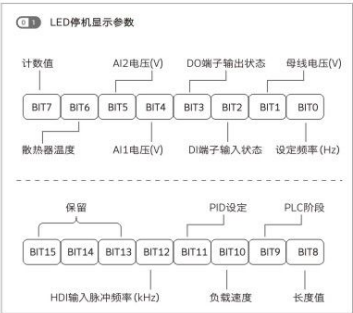 0 1 LED停机显示参数
计数值 AI2电压(V) DO端子输出状态 母线电压(V)
BIT7 BIT6 BIT5 BIT4 BIT3 BIT2 BIT1 BIT0
散热器温度 AI1电压(V) DI端子输入状态 设定频率(Hz)
保留 PID设定 PLC阶段
BIT15 BIT14 BIT13 BIT12 BIT11 BIT10 BIT9 BIT8
HDI输入脉冲频率(kHz) 负载速度 长度值